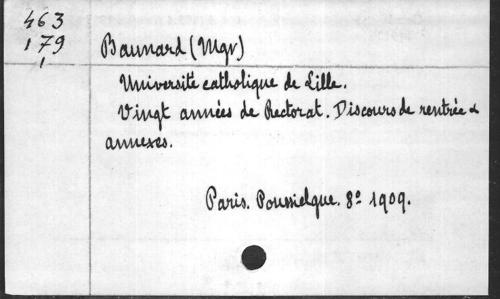 463
179
1
Baunard (Mgr)
Université catholique de Lille.
Vingt années de Rectorat. Discours de rentrée &
annexes.
Paris. Poussielgue. 8º 1909.